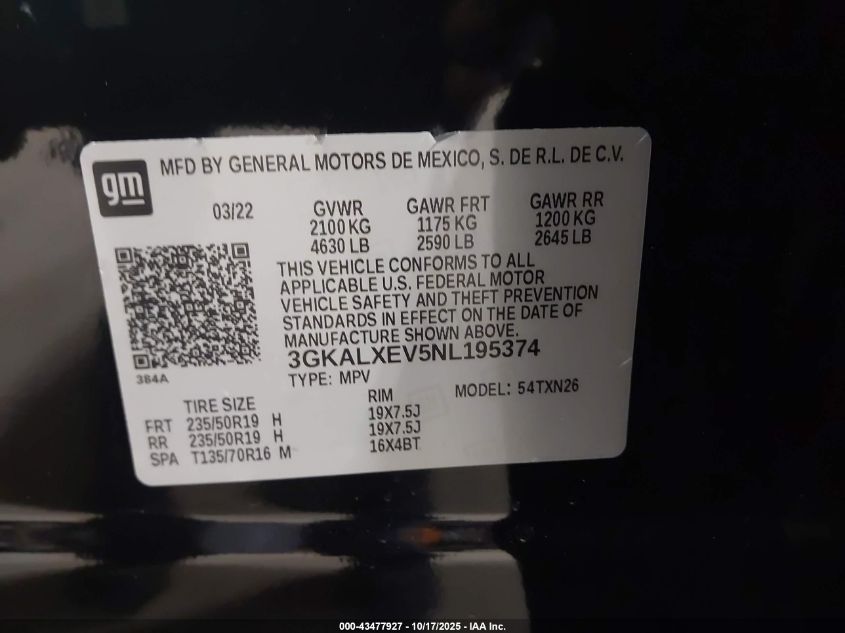 gm
MFD BY GENERAL MOTORS DE MEXICO, S. DE R.L. DE C.V.
03/22 GVWR GAWR FRT GAWR RR
2100 KG 1175 KG 1200 KG
4630 LB 2590 LB 2645 LB
THIS VEHICLE CONFORMS TO ALL
APPLICABLE U.S. FEDERAL MOTOR
VEHICLE SAFETY AND THEFT PREVENTION
STANDARDS IN EFFECT ON THE DATE OF
MANUFACTURE SHOWN ABOVE.
3GKALXEV5NL195374
384A
TYPE: MPV MODEL: 54TXN26
TIRE SIZE RIM
FRT 235/50R19 H 19X7.5J
RR 235/50R19 H 19X7.5J
SPA T135/70R16 M 16X4BT
000-43477927 - 10/17/2025 - IAA Inc.